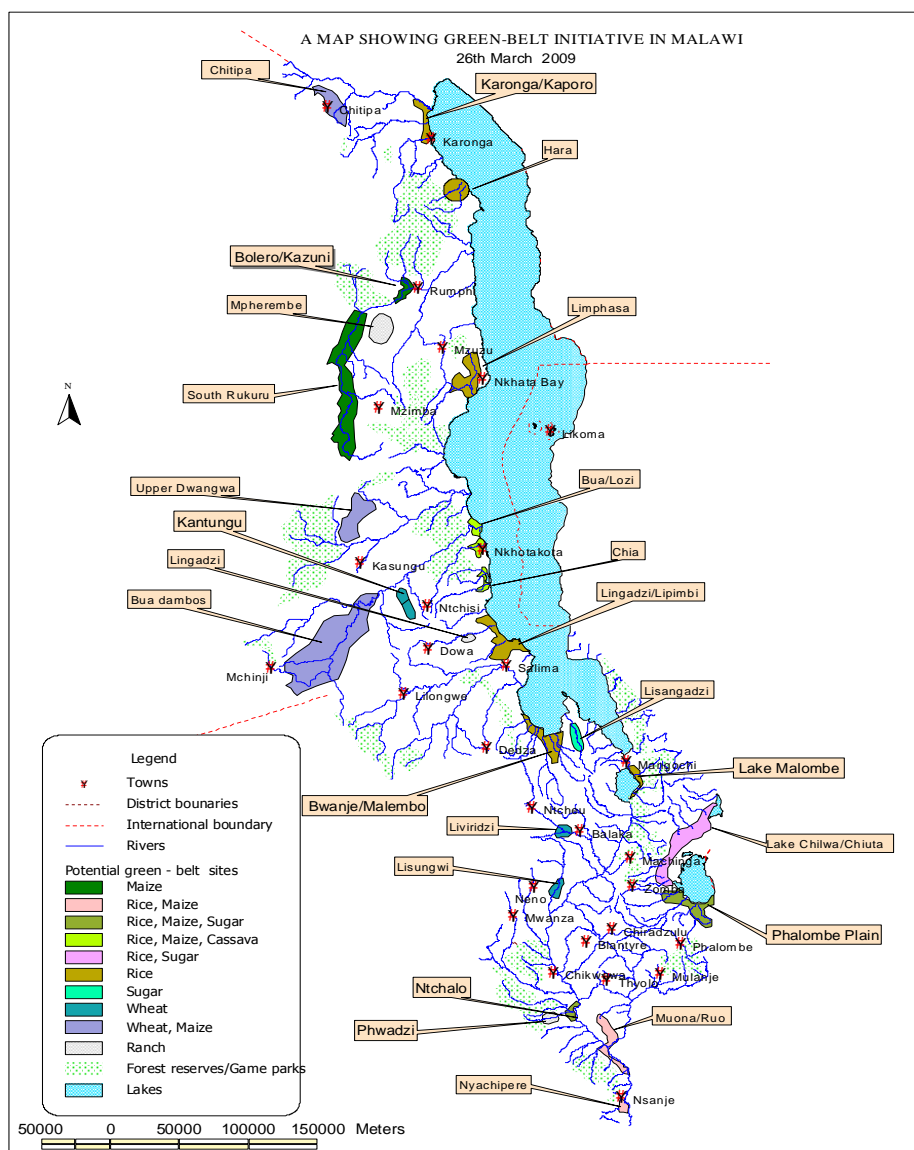 A MAP SHOWING GREEN-BELT INITIATIVE IN MALAWI
26th March 2009
Chitipa
Karonga/Kaporo
Chitipa
Karonga
Hara
Bolero/Kazuni
Rumphi
Mpherembe
Limphasa
Mzuzu
Nkhata Bay
South Rukuru
N
Mzimba
Likoma
Bua/Lozi
Upper Dwangwa
Kantungu
Nkhotakota
Chia
Lingadzi
Kasungu
Lingadzi/Lipimbi
Bua dambos
Ntchisi
Dowa
Salima
Mchinji
Lilongwe
Lisangadzi
Dedza
Mangochi
Lake Malombe
Bwanje/Malembo
Ntcheu
Liviridzi
Balaka
Lake Chilwa/Chiuta
Machinga
Lisungwi
Neno
Zomba
Mwanza
Chiradzulu
Phalombe Plain
Blantyre
Phalombe
Chikwawa
Thyolo
Mulanje
Ntchalo
Phwadzi
Muona/Ruo
Nyachipere
Nsanje
Legend
Towns
District bounaries
International boundary
Rivers
Potential green - belt sites
Maize
Rice, Maize
Rice, Maize, Sugar
Rice, Maize, Cassava
Rice, Sugar
Rice
Sugar
Wheat
Wheat, Maize
Ranch
Forest reserves/Game parks
Lakes
50000 0 50000 100000 150000 Meters